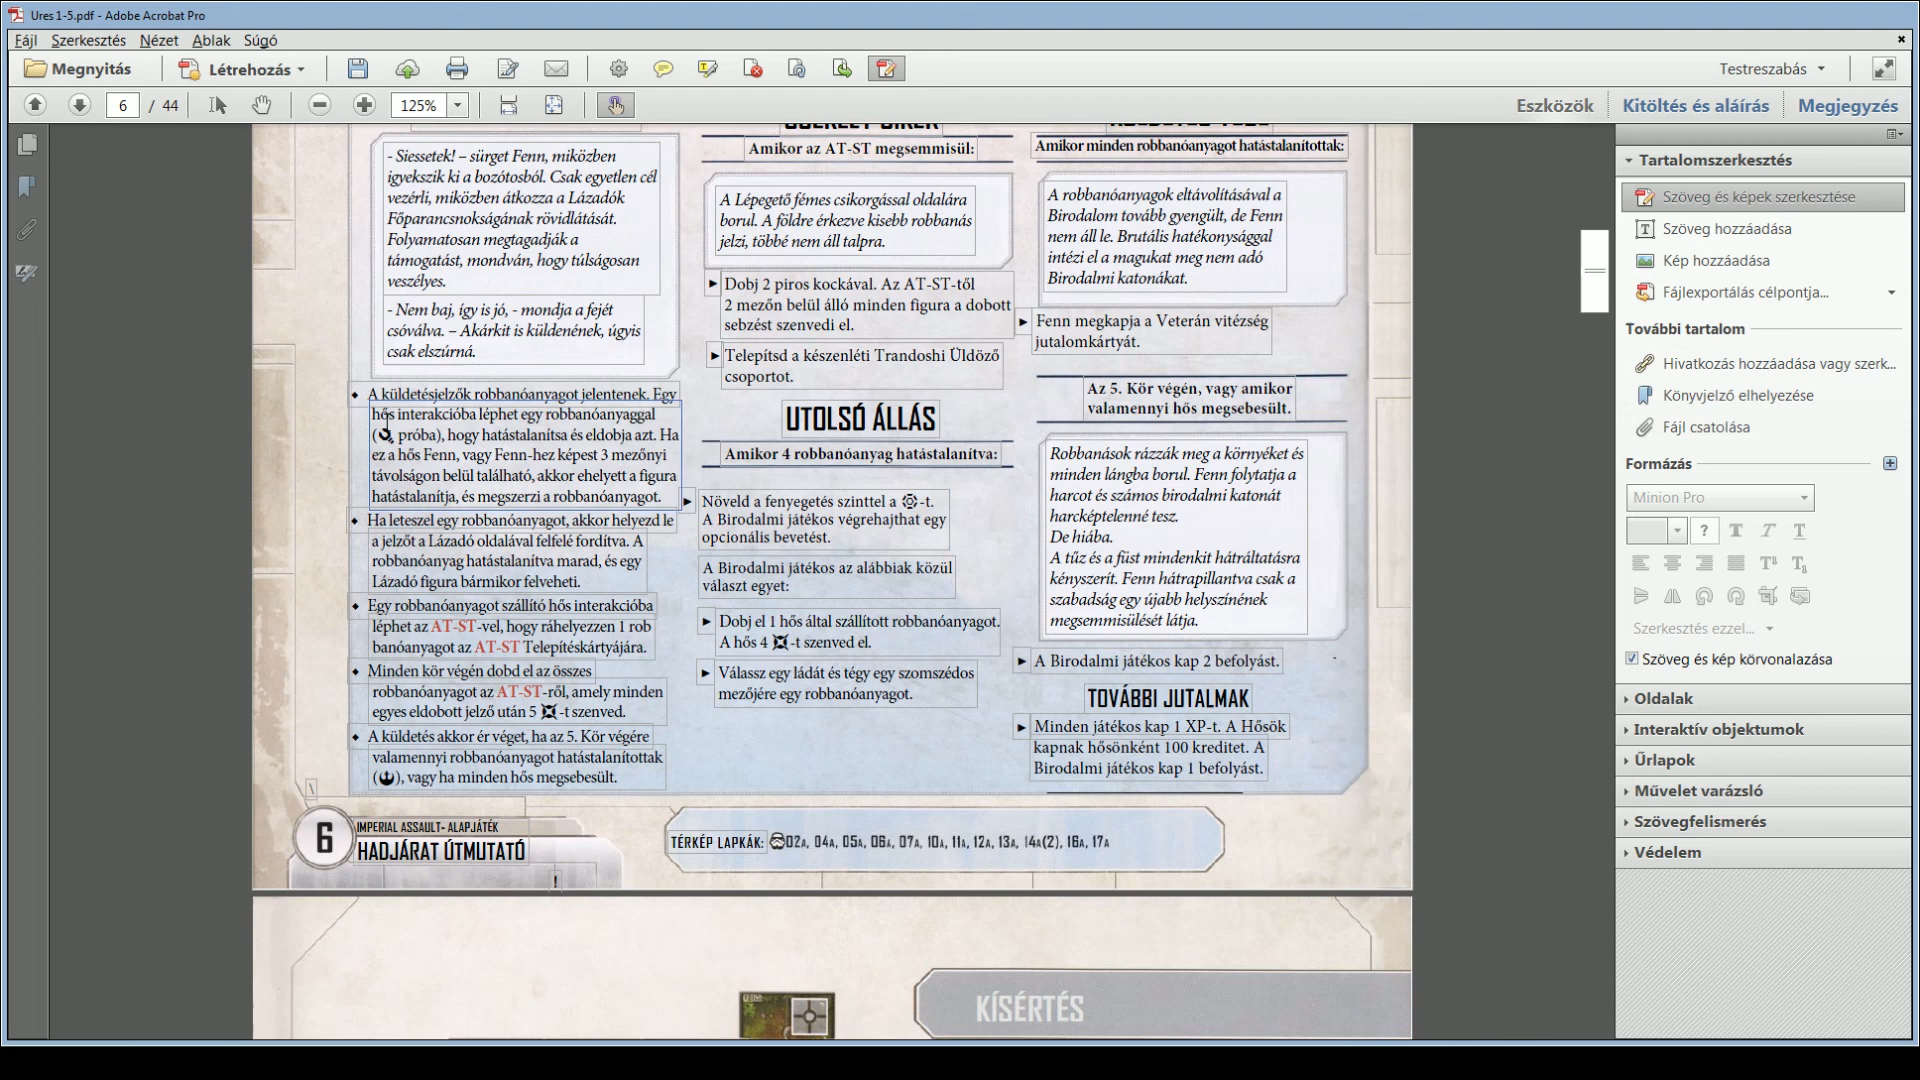 Ures 1-5.pdf - Adobe Acrobat Pro
Fájl Szerkesztés Nézet Ablak Súgó
Megnyitás Létrehozás Testreszabás
6 / 44 125% Eszközök Kitöltés és aláírás Megjegyzés
- Siessetek! – sürget Fenn, miközben
igyekszik ki a bozótosból. Csak egyetlen cél
vezérli, miközben átkozza a Lázadók
Főparancsnokságának rövidlátását.
Folyamatosan megtagadják a
támogatást, mondván, hogy túlságosan
veszélyes.
- Nem baj, így is jó, - mondja a fejét
csóválva. – Akárkit is küldenének, úgyis
csak elszúrná.
A küldetésjelzők robbanóanyagot jelentenek. Egy
hős interakcióba léphet egy robbanóanyaggal
( próba), hogy hatástalanítsa és eldobja azt. Ha
ez a hős Fenn, vagy Fenn-hez képest 3 mezőnyi
távolságon belül található, akkor ehelyett a figura
hatástalanítja, és megszerzi a robbanóanyagot.
Ha leteszel egy robbanóanyagot, akkor helyezd le
a jelzőt a Lázadó oldalával felfelé fordítva. A
robbanóanyag hatástalanítva marad, és egy
Lázadó figura bármikor felveheti.
Egy robbanóanyagot szállító hős interakcióba
léphet az AT-ST-vel, hogy ráhelyezzen 1 rob
banóanyagot az AT-ST Telepítéskártyájára.
Minden kör végén dobd el az összes
robbanóanyagot az AT-ST-ről, amely minden
egyes eldobott jelző után 5 -t szenved.
A küldetés akkor ér véget, ha az 5. Kör végére
valamennyi robbanóanyagot hatástalanítottak
( ), vagy ha minden hős megsebesült.
Amikor az AT-ST megsemmisül:
A Lépegető fémes csikorgással oldalára
borul. A földre érkezve kisebb robbanás
jelzi, többé nem áll talpra.
Dobj 2 piros kockával. Az AT-ST-től
2 mezőn belül álló minden figura a dobott
sebzést szenvedi el.
Telepítsd a készenléti Trandoshi Üldöző
csoportot.
UTOLSÓ ÁLLÁS
Amikor 4 robbanóanyag hatástalanítva:
Növeld a fenyegetés szinttel a -t.
A Birodalmi játékos végrehajthat egy
opcionális bevetést.
A Birodalmi játékos az alábbiak közül
választ egyet:
Dobj el 1 hős által szállított robbanóanyagot.
A hős 4 -t szenved el.
Válassz egy ládát és tégy egy szomszédos
mezőjére egy robbanóanyagot.
Amikor minden robbanóanyagot hatástalanítottak:
A robbanóanyagok eltávolításával a
Birodalom tovább gyengült, de Fenn
nem áll le. Brutális hatékonysággal
intézi el a magukat meg nem adó
Birodalmi katonákat.
Fenn megkapja a Veterán vitézség
jutalomkártyát.
Az 5. Kör végén, vagy amikor
valamennyi hős megsebesült.
Robbanások rázzák meg a környéket és
minden lángba borul. Fenn folytatja a
harcot és számos birodalmi katonát
harcképtelenné tesz.
De hiába.
A tűz és a füst mindenkit hátráltatásra
kényszerít. Fenn hátrapillantva csak a
szabadság egy újabb helyszínének
megsemmisülését látja.
A Birodalmi játékos kap 2 befolyást.
TOVÁBBI JUTALMAK
Minden játékos kap 1 XP-t. A Hősök
kapnak hősönként 100 kreditet. A
Birodalmi játékos kap 1 befolyást.
\
6
IMPERIAL ASSAULT- ALAPJÁTÉK
HADJÁRAT ÚTMUTATÓ
!
TÉRKÉP LAPKÁK: 02A, 04A, 05A, 06A, 07A, 10A, 11A, 12A, 13A, 14A(2), 16A, 17A
KÍSÉRTÉS
Tartalomszerkesztés
Szöveg és képek szerkesztése
Szöveg hozzáadása
Kép hozzáadása
Fájlexportálás célpontja...
További tartalom
Hivatkozás hozzáadása vagy szerk...
Könyvjelző elhelyezése
Fájl csatolása
Formázás
Minion Pro
?
Szerkesztés ezzel...
Szöveg és kép körvonalazása
Oldalak
Interaktív objektumok
Űrlapok
Művelet varázsló
Szövegfelismerés
Védelem